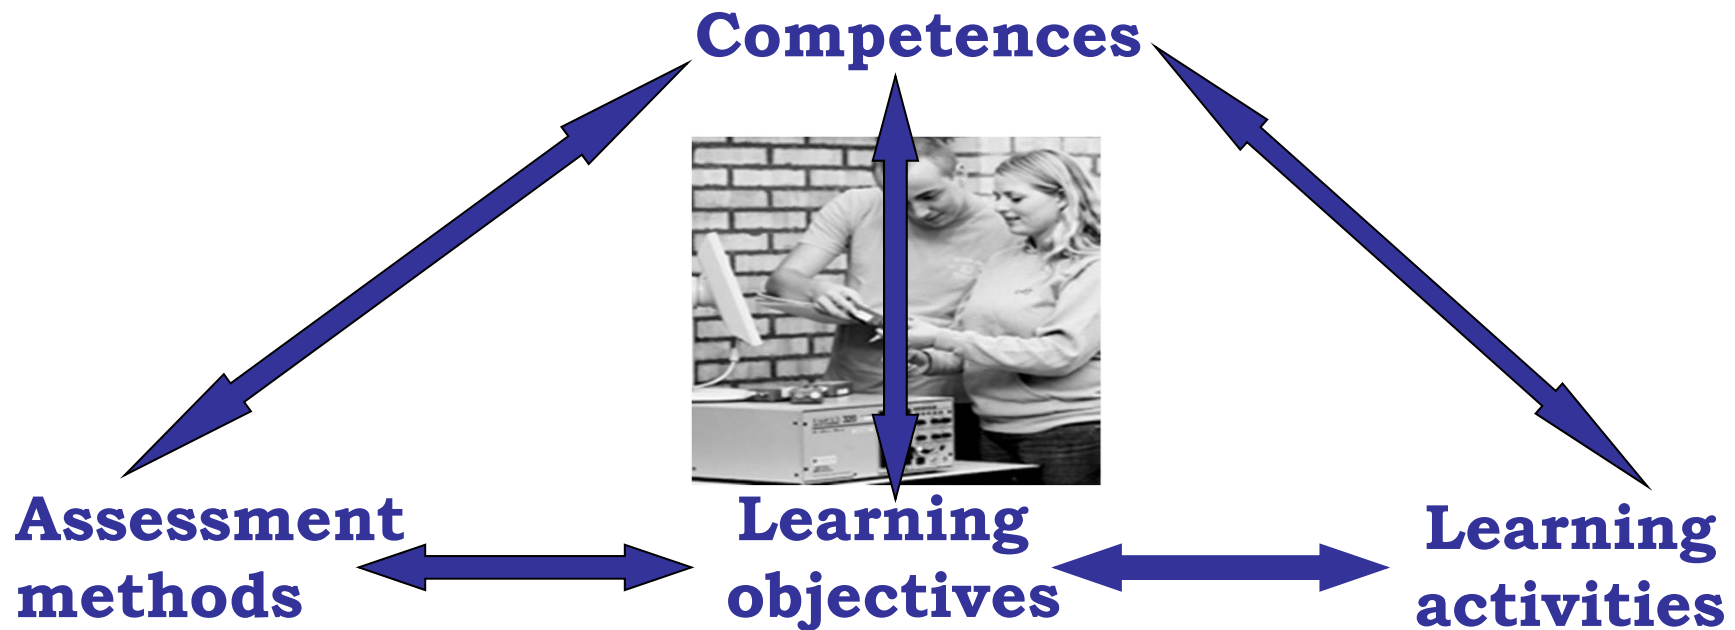 Competences
Assessment
methods
Learning
objectives
Learning
activities